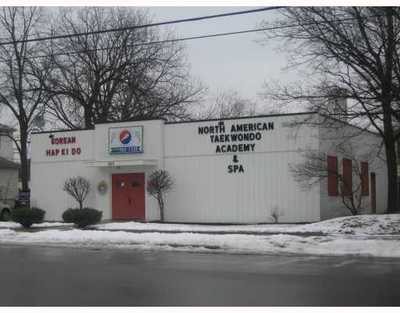 KOREAN
HAP KI DO
NORTH AMERICAN
TAEKWONDO
ACADEMY
&
SPA